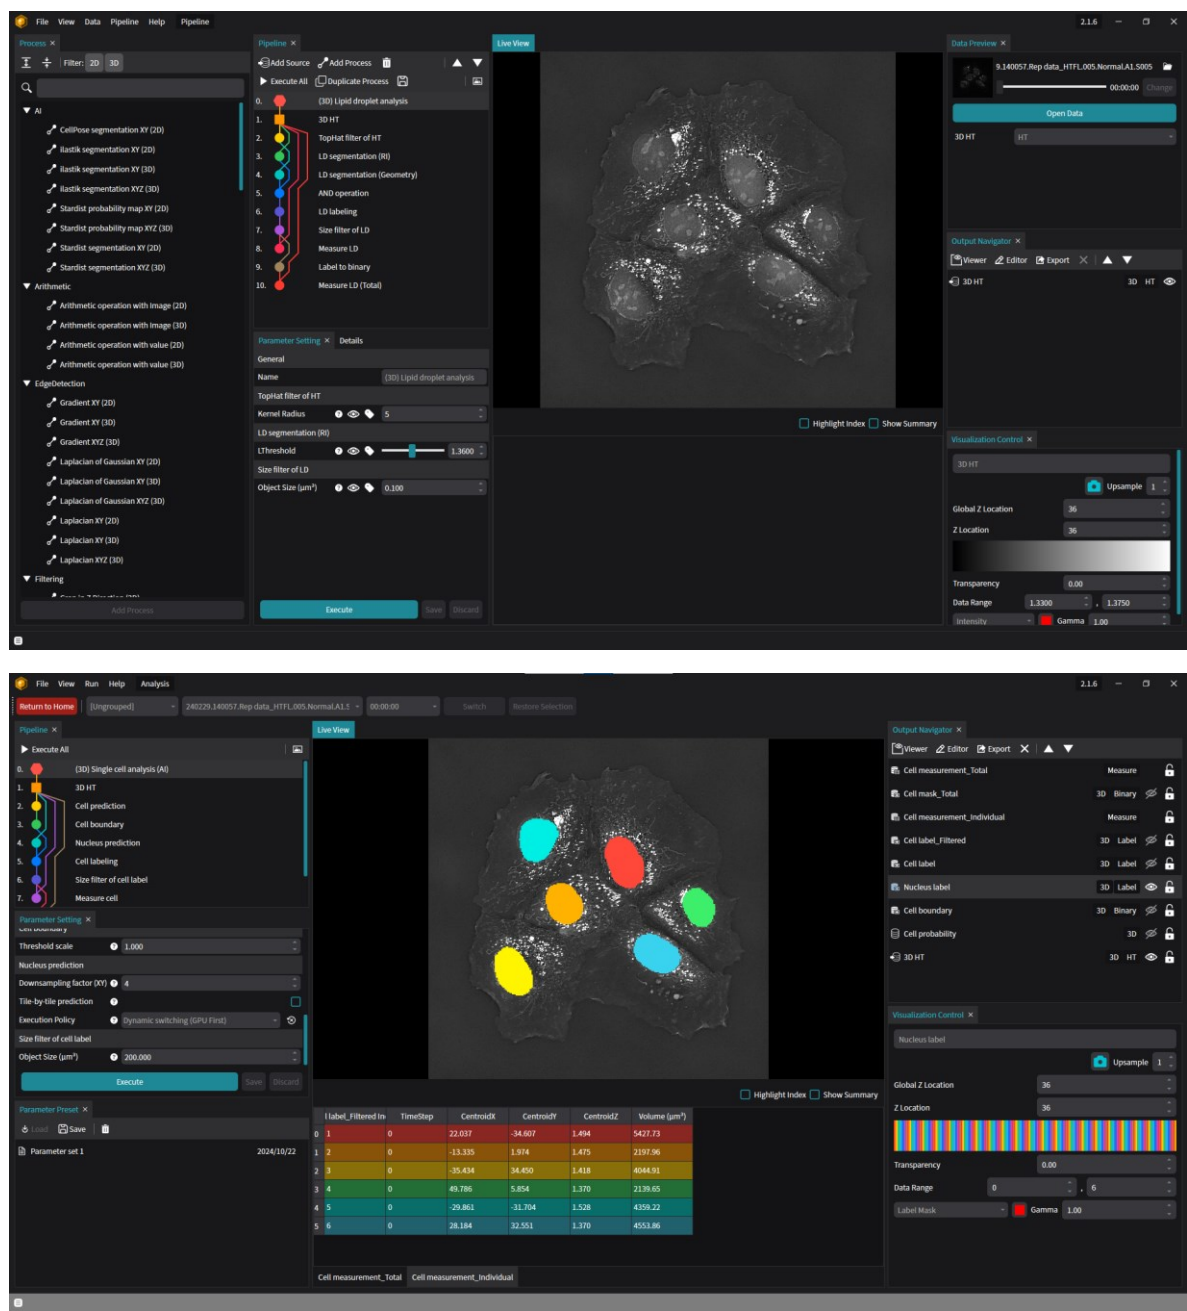 File View Data Pipeline Help Pipeline 2.1.6
Process
Filter: 2D 3D
AI
CellPose segmentation XY (2D)
Ilastik segmentation XY (2D)
Ilastik segmentation XY (3D)
Ilastik segmentation XYZ (3D)
Stardist probability map XY (2D)
Stardist probability map XYZ (3D)
Stardist segmentation XY (2D)
Stardist segmentation XYZ (3D)
Arithmetic
Arithmetic operation with Image (2D)
Arithmetic operation with Image (3D)
Arithmetic operation with value (2D)
Arithmetic operation with value (3D)
EdgeDetection
Gradient XY (2D)
Gradient XY (3D)
Gradient XYZ (3D)
Laplacian of Gaussian XY (2D)
Laplacian of Gaussian XY (3D)
Laplacian of Gaussian XYZ (3D)
Laplacian XY (2D)
Laplacian XY (3D)
Laplacian XYZ (3D)
Filtering
Add Process
Pipeline
Add Source Add Process
Execute All Duplicate Process
0. (3D) Lipid droplet analysis
1. 3D HT
2. TopHat filter of HT
3. LD segmentation (RI)
4. LD segmentation (Geometry)
5. AND operation
6. LD labeling
7. Size filter of LD
8. Measure LD
9. Label to binary
10. Measure LD (Total)
Parameter Setting Details
General
Name (3D) Lipid droplet analysis
TopHat filter of HT
Kernel Radius 5
LD segmentation (RI)
LThreshold 1.3600
Size filter of LD
Object Size (µm³) 0.100
Execute Save Discard
Live View
Highlight Index Show Summary
Data Preview
9.140057.Rep data_HTFL.005.Normal.A1.S005
00:00:00 Change
Open Data
3D HT HT
Output Navigator
Viewer Editor Export
3D HT 3D HT
Visualization Control
3D HT
Upsample 1
Global Z Location 36
Z Location 36
Transparency 0.00
Data Range 1.3300 , 1.3750
Intensity Gamma 1.00
File View Run Help Analysis 2.1.6
Return to Home [Ungrouped] 240229.140057.Rep data_HTFL.005.Normal.A1.S 00:00:00 Switch Restore Selection
Pipeline
Execute All
0. (3D) Single cell analysis (AI)
1. 3D HT
2. Cell prediction
3. Cell boundary
4. Nucleus prediction
5. Cell labeling
6. Size filter of cell label
7. Measure cell
Parameter Setting
Cell boundary
Threshold scale 1.000
Nucleus prediction
Downsampling factor (XY) 4
Tile-by-tile prediction
Execution Policy Dynamic switching (GPU First)
Size filter of cell label
Object Size (µm³) 200.000
Execute Save Discard
Parameter Preset
Load Save
Parameter set 1 2024/10/22
Live View
Highlight Index Show Summary
l label_Filtered In TimeStep CentroidX CentroidY CentroidZ Volume (µm³)
0 1 0 22.037 -34.607 1.494 5427.73
1 2 0 -13.335 1.974 1.475 2197.96
2 3 0 -35.434 34.450 1.418 4044.91
3 4 0 49.786 5.854 1.370 2139.65
4 5 0 -29.861 -31.704 1.528 4359.22
5 6 0 28.184 32.551 1.370 4553.86
Cell measurement_Total Cell measurement_Individual
Output Navigator
Viewer Editor Export
Cell measurement_Total Measure
Cell mask_Total 3D Binary
Cell measurement_Individual Measure
Cell label_Filtered 3D Label
Cell label 3D Label
Nucleus label 3D Label
Cell boundary 3D Binary
Cell probability 3D
3D HT 3D HT
Visualization Control
Nucleus label
Upsample 1
Global Z Location 36
Z Location 36
Transparency 0.00
Data Range 0 , 6
Label Mask Gamma 1.00